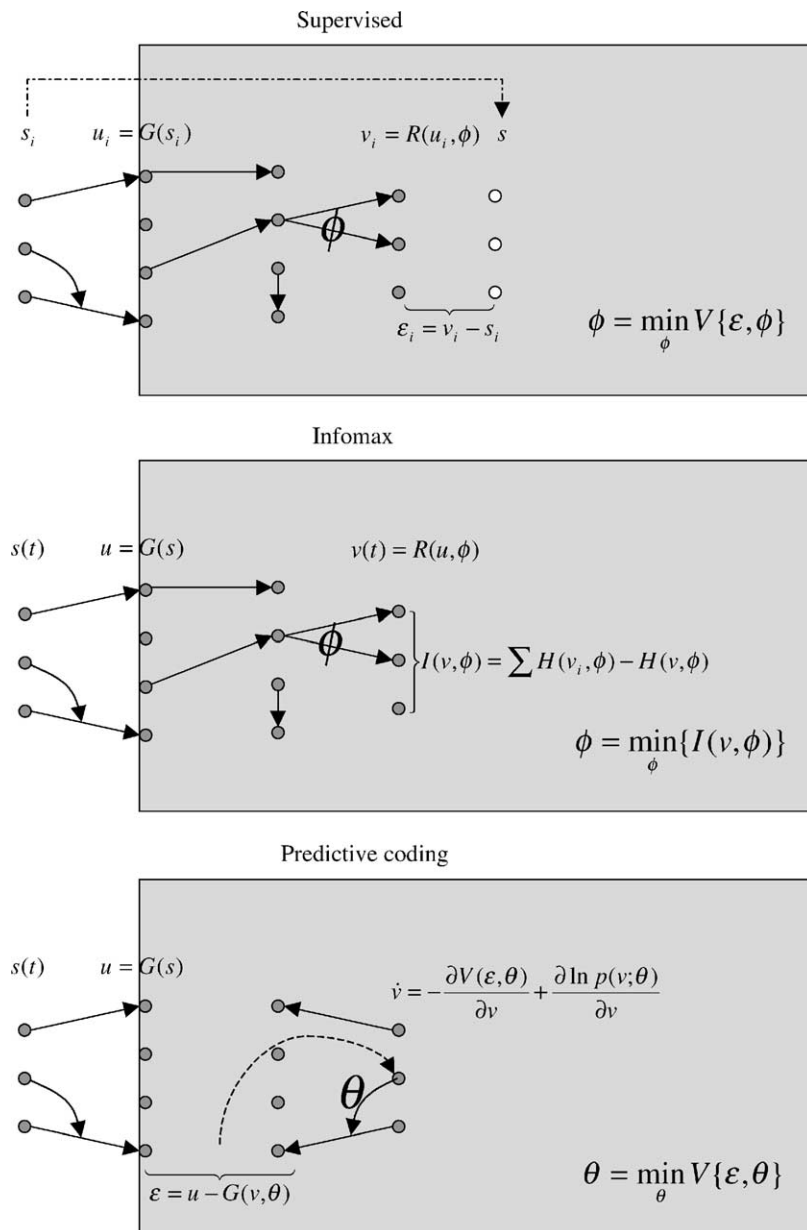 Supervised
s_i    u_i = G(s_i)    v_i = R(u_i, ϕ)    s
ϕ
ε_i = v_i − s_i
ϕ = min_ϕ V{ε, ϕ}
Infomax
s(t)    u = G(s)    v(t) = R(u, ϕ)
ϕ
I(v, ϕ) = ∑ H(v_i, ϕ) − H(v, ϕ)
ϕ = min_ϕ {I(v, ϕ)}
Predictive coding
s(t)    u = G(s)
v̇ = −∂V(ε, θ)/∂v + ∂ ln p(v; θ)/∂v
θ
ε = u − G(v, θ)
θ = min_θ V{ε, θ}